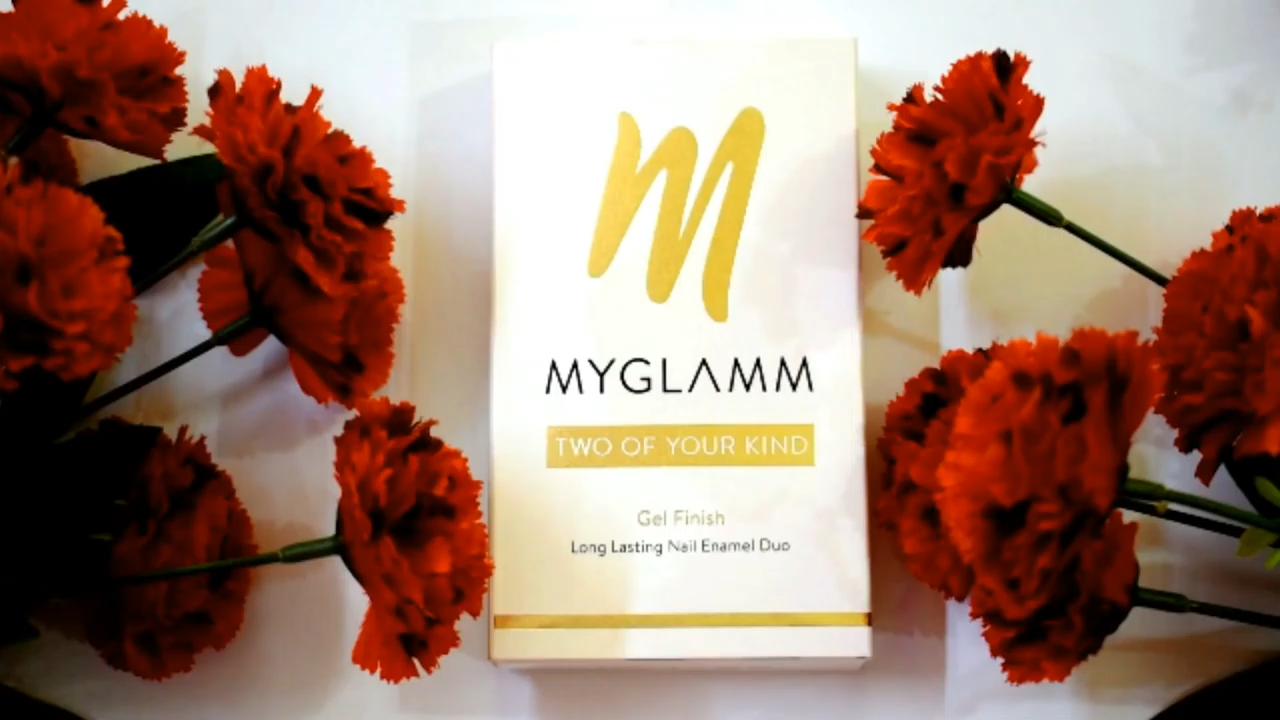 m
MYGLAMM
TWO OF YOUR KIND
Gel Finish
Long Lasting Nail Enamel Duo